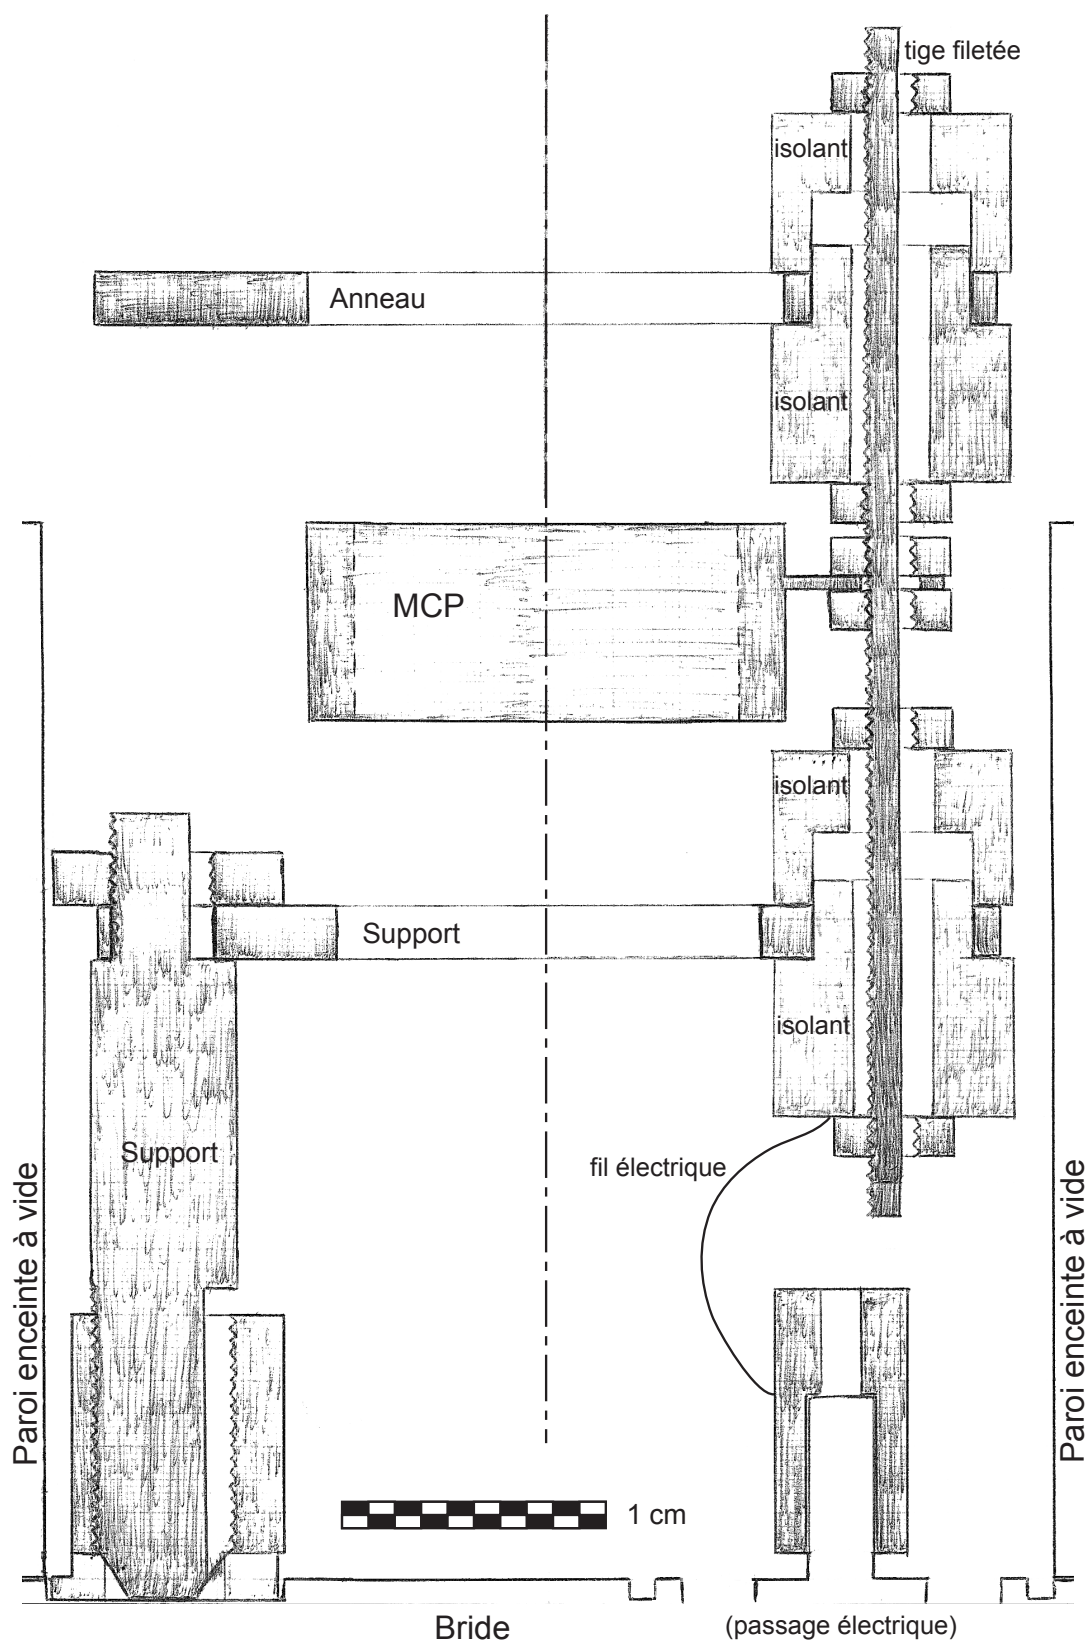 tige filetée
isolant
Anneau
isolant
MCP
isolant
Support
isolant
Support
fil électrique
Paroi enceinte à vide
Paroi enceinte à vide
1 cm
Bride
(passage électrique)